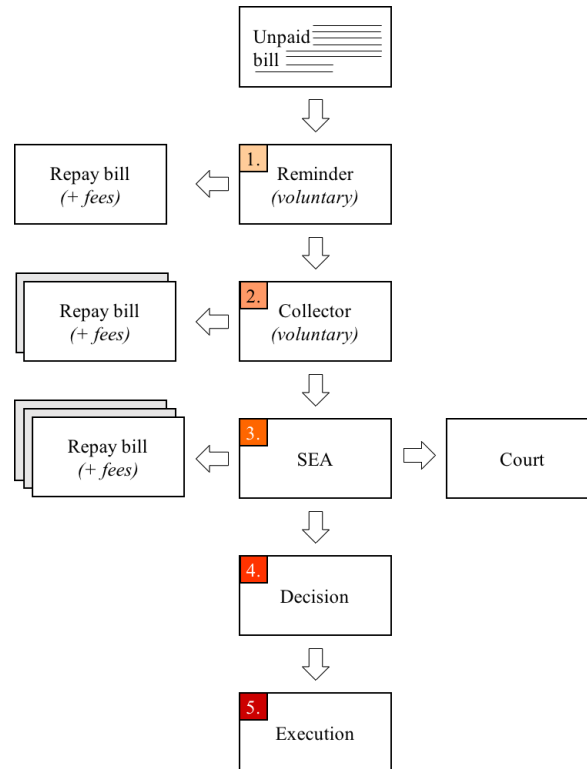 Unpaid
bill
Repay bill
(+ fees)
1.
Reminder
(voluntary)
Repay bill
(+ fees)
2.
Collector
(voluntary)
Repay bill
(+ fees)
3.
SEA
Court
4.
Decision
5.
Execution